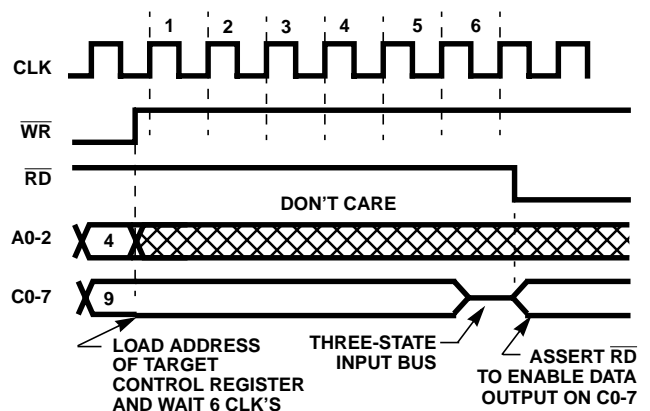 1 2 3 4 5 6
CLK
WR
RD
DON'T CARE
A0-2 4
C0-7 9
LOAD ADDRESS
OF TARGET
CONTROL REGISTER
AND WAIT 6 CLK'S
THREE-STATE
INPUT BUS
ASSERT RD
TO ENABLE DATA
OUTPUT ON C0-7